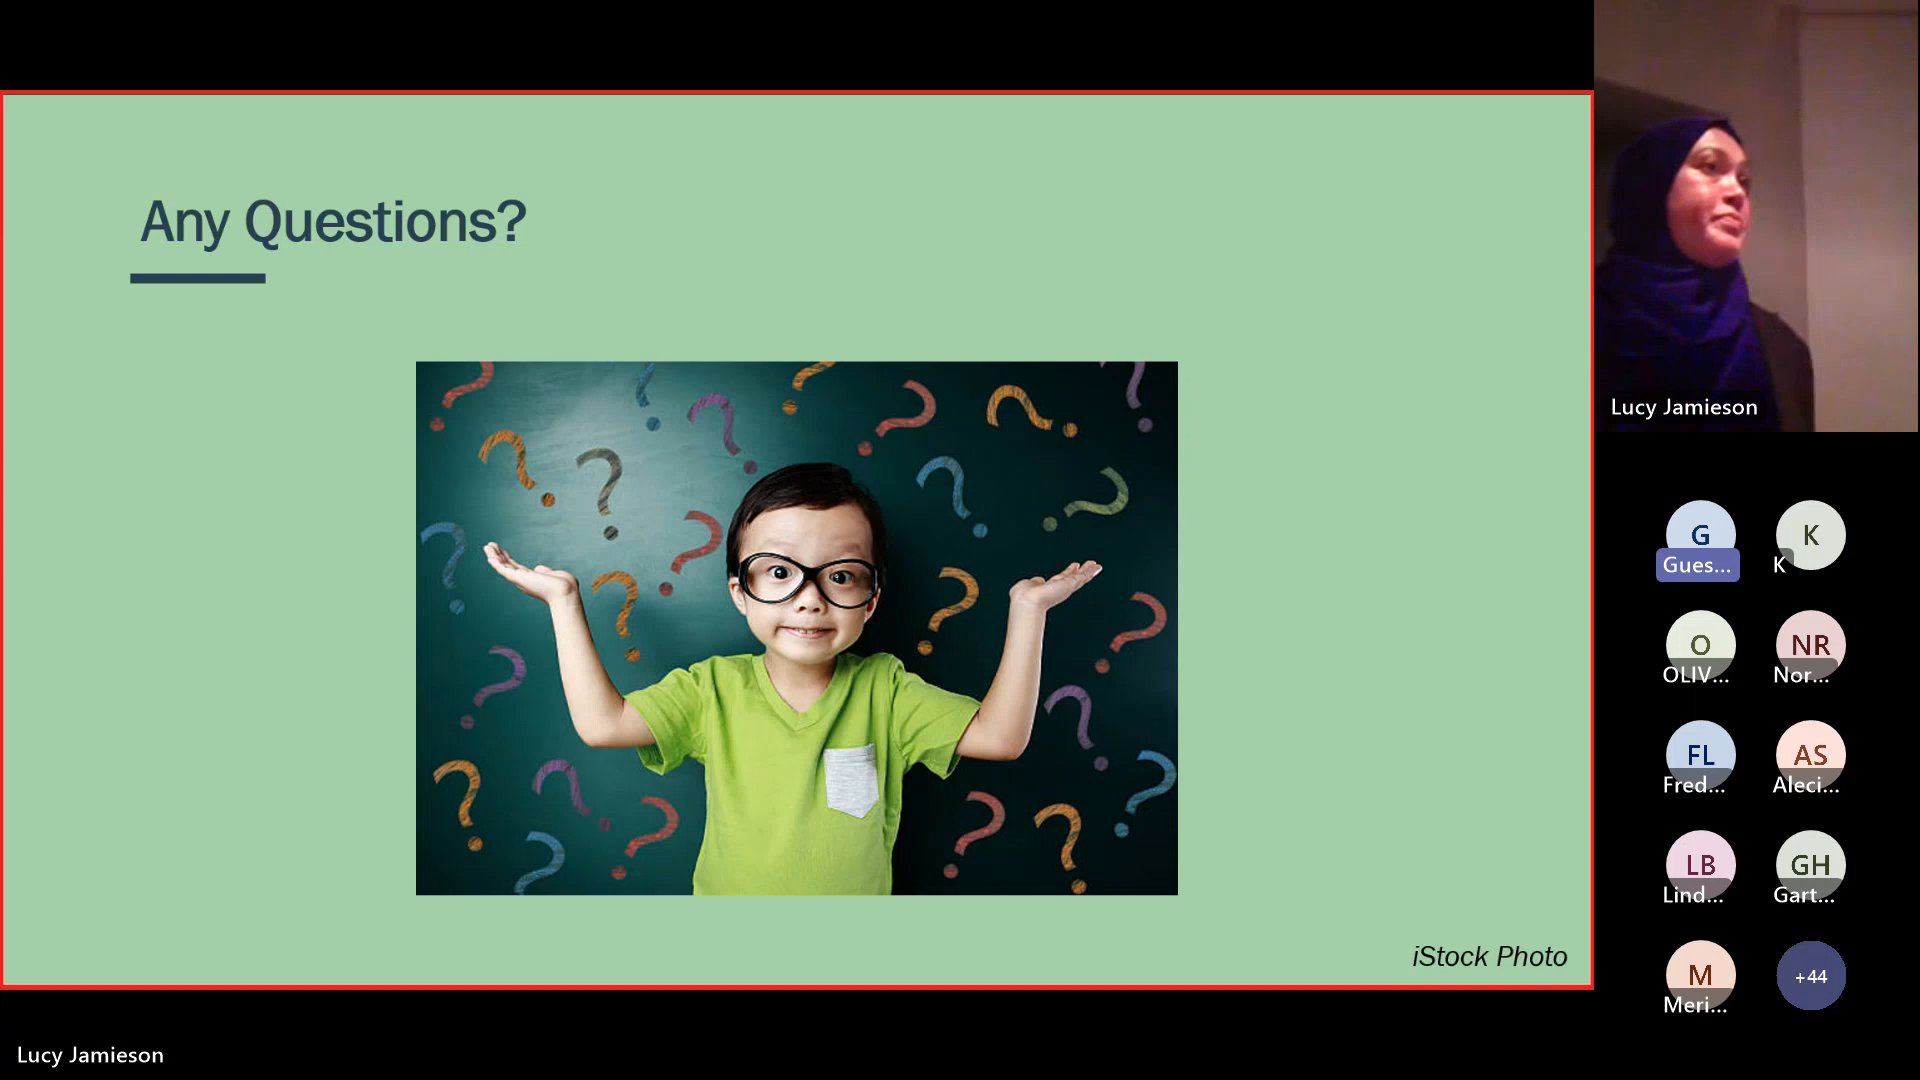 Any Questions?
iStock Photo
Lucy Jamieson
Lucy Jamieson
G
Gues...
K
K
O
OLIV...
NR
Nor...
FL
Fred...
AS
Aleci...
LB
Lind...
GH
Gart...
M
Meri...
+44